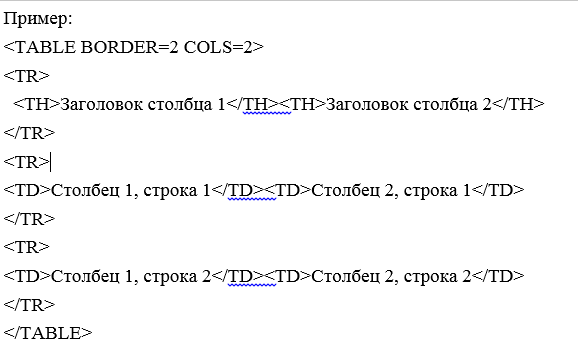 Пример:
<TABLE BORDER=2 COLS=2>
<TR>
<TH>Заголовок столбца 1</TH><TH>Заголовок столбца 2</TH>
</TR>
<TR>
<TD>Столбец 1, строка 1</TD><TD>Столбец 2, строка 1</TD>
</TR>
<TR>
<TD>Столбец 1, строка 2</TD><TD>Столбец 2, строка 2</TD>
</TR>
</TABLE>